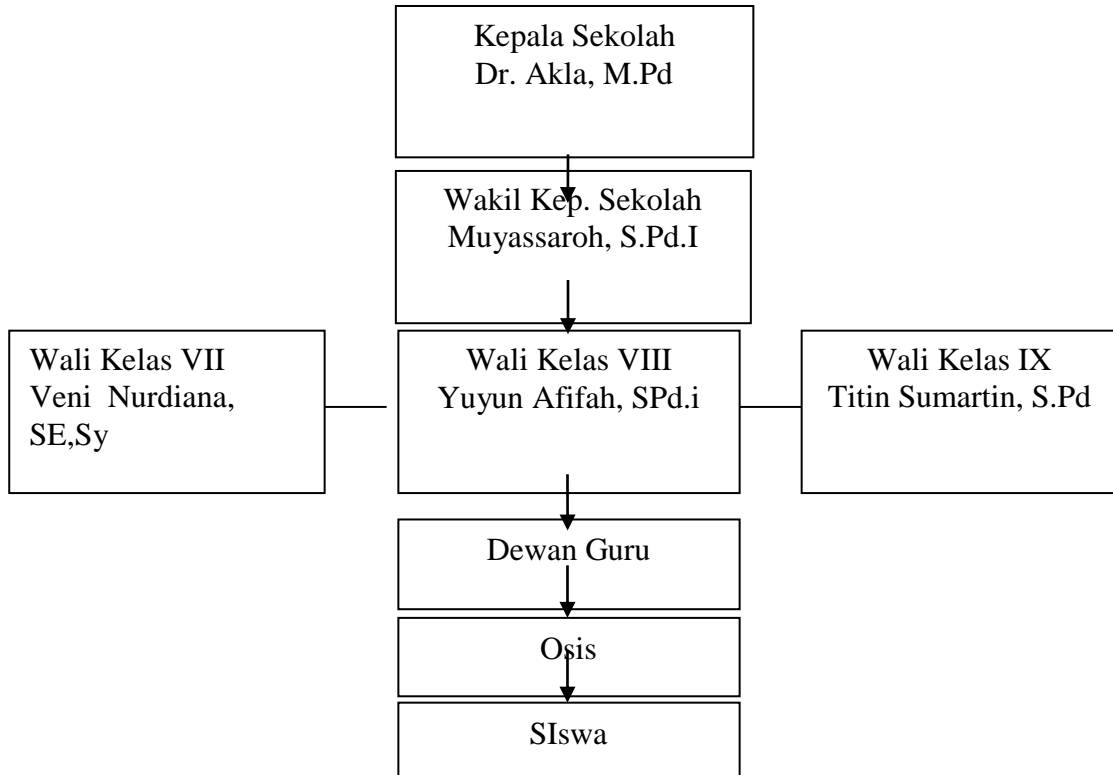 Kepala Sekolah
Dr. Akla, M.Pd
Wakil Kep. Sekolah
Muyassaroh, S.Pd.I
Wali Kelas VII
Veni Nurdiana,
SE,Sy
Wali Kelas VIII
Yuyun Afifah, SPd.i
Wali Kelas IX
Titin Sumartin, S.Pd
Dewan Guru
Osis
SIswa